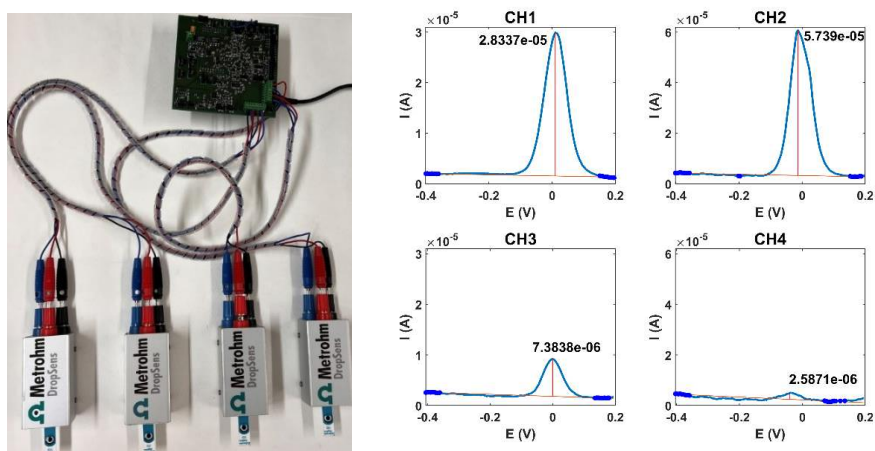 Metrohm
DropSens
Metrohm
DropSens
Metrohm
DropSens
Metrohm
DropSens
CH1
×10⁻⁵
3
2
1
0
2.8337e-05
I (A)
-0.4
-0.2
0
0.2
E (V)
CH2
×10⁻⁵
6
4
2
0
5.739e-05
I (A)
-0.4
-0.2
0
0.2
E (V)
CH3
×10⁻⁵
3
2
1
0
7.3838e-06
I (A)
-0.4
-0.2
0
0.2
E (V)
CH4
×10⁻⁵
6
4
2
0
2.5871e-06
I (A)
-0.4
-0.2
0
0.2
E (V)